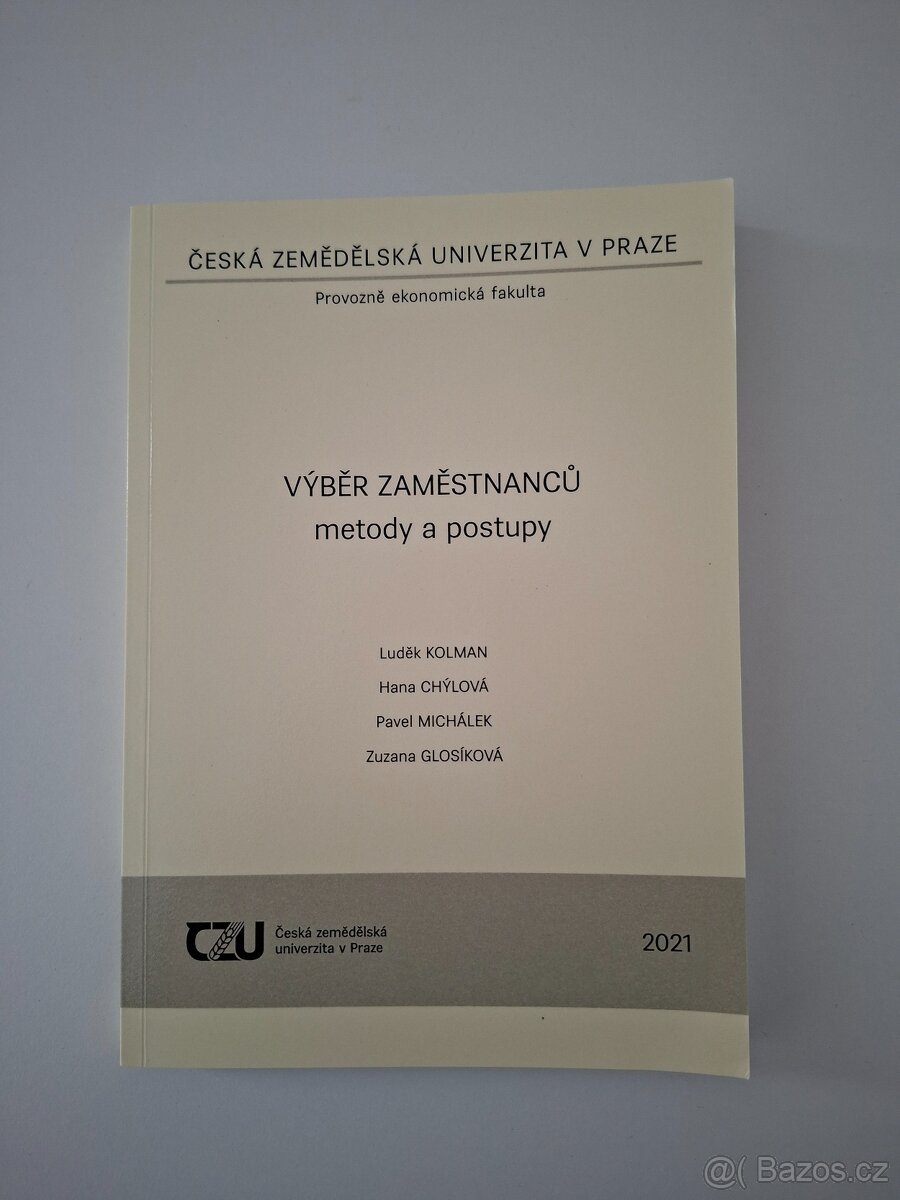 ČESKÁ ZEMĚDĚLSKÁ UNIVERZITA V PRAZE
Provozně ekonomická fakulta
VÝBĚR ZAMĚSTNANCŮ
metody a postupy
Luděk KOLMAN
Hana CHÝLOVÁ
Pavel MICHÁLEK
Zuzana GLOSÍKOVÁ
CZU Česká zemědělská
univerzita v Praze
2021
@( Bazos.cz